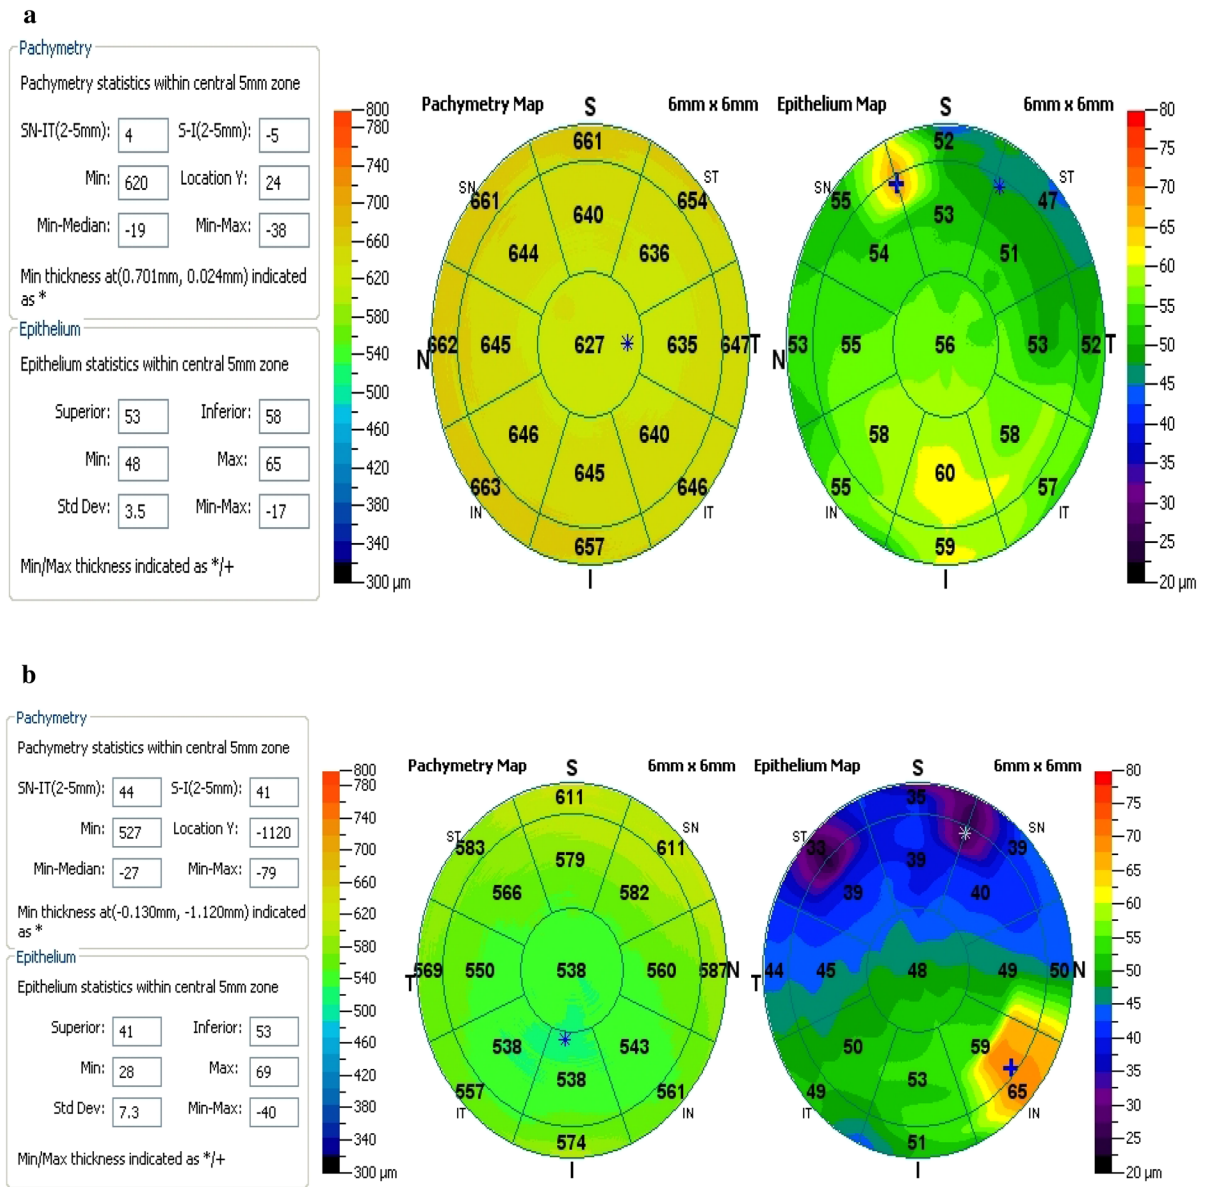 a
Pachymetry
Pachymetry statistics within central 5mm zone
SN-IT(2-5mm): 4 S-I(2-5mm): -5
Min: 620 Location Y: 24
Min-Median: -19 Min-Max: -38
Min thickness at(0.701mm, 0.024mm) indicated
as *
Epithelium
Epithelium statistics within central 5mm zone
Superior: 53 Inferior: 58
Min: 48 Max: 65
Std Dev: 3.5 Min-Max: -17
Min/Max thickness indicated as */+
800
780
740
700
660
620
580
540
500
460
420
380
340
300 µm
Pachymetry Map S 6mm x 6mm
661
SN ST
661 654
640
644 636
N 662 645 627 * 635 647 T
646 640
645
663 646
IN IT
657
I
Epithelium Map S 6mm x 6mm
52
+ *
SN ST
55 47
53
54 51
N 53 55 56 53 52 T
58 58
60
55 57
IN IT
59
I
80
75
70
65
60
55
50
45
40
35
30
25
20 µm
b
Pachymetry
Pachymetry statistics within central 5mm zone
SN-IT(2-5mm): 44 S-I(2-5mm): 41
Min: 527 Location Y: -1120
Min-Median: -27 Min-Max: -79
Min thickness at(-0.130mm, -1.120mm) indicated
as *
Epithelium
Epithelium statistics within central 5mm zone
Superior: 41 Inferior: 53
Min: 28 Max: 69
Std Dev: 7.3 Min-Max: -40
Min/Max thickness indicated as */+
800
780
740
700
660
620
580
540
500
460
420
380
340
300 µm
Pachymetry Map S 6mm x 6mm
611
ST SN
583 611
579
566 582
T 569 550 538 560 587 N
*
538 543
538
557 561
IT IN
574
I
Epithelium Map S 6mm x 6mm
35
*
ST SN
33 39
39
39 40
T 44 45 48 49 50 N
50 59
+
53
49 65
IT IN
51
I
80
75
70
65
60
55
50
45
40
35
30
25
20 µm